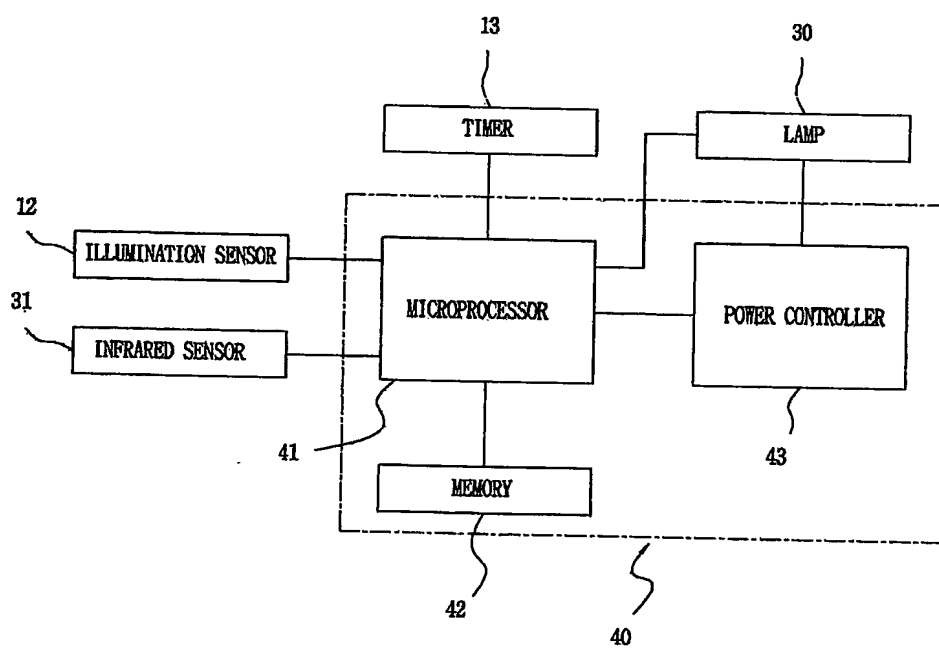 13
30
TIMER
LAMP
12
ILLUMINATION SENSOR
31
INFRARED SENSOR
MICROPROCESSOR
POWER CONTROLLER
41
43
MEMORY
42
40